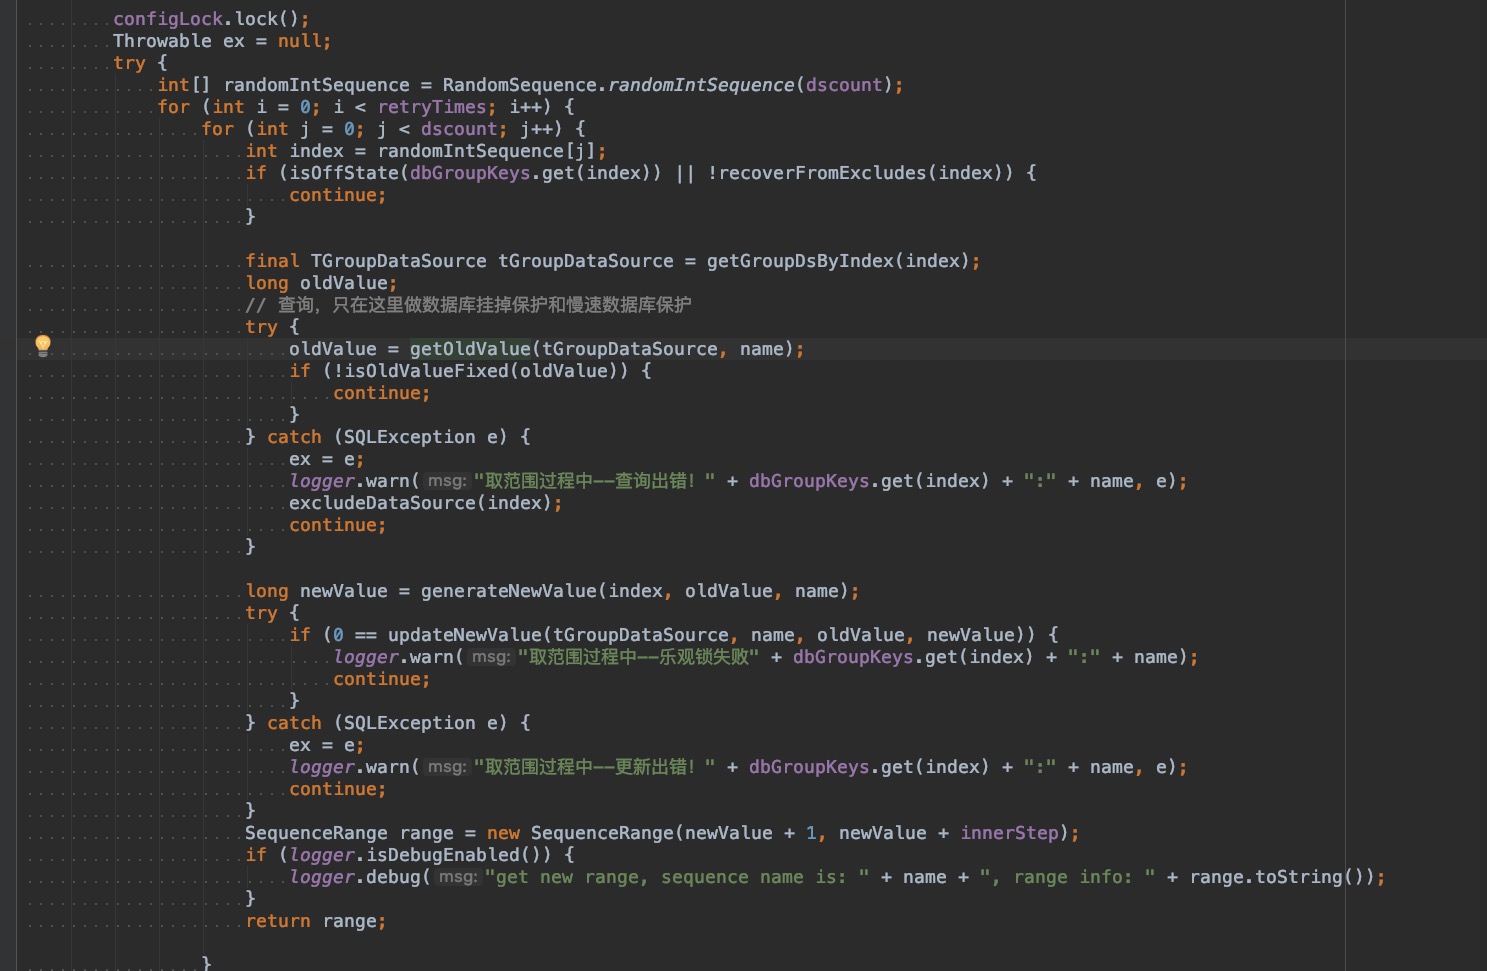 configLock.lock();
Throwable ex = null;
try {
int[] randomIntSequence = RandomSequence.randomIntSequence(dscount);
for (int i = 0; i < retryTimes; i++) {
for (int j = 0; j < dscount; j++) {
int index = randomIntSequence[j];
if (isOffState(dbGroupKeys.get(index)) || !recoverFromExcludes(index)) {
continue;
}
final TGroupDataSource tGroupDataSource = getGroupDsByIndex(index);
long oldValue;
// 查询，只在这里做数据库挂掉保护和慢速数据库保护
try {
oldValue = getOldValue(tGroupDataSource, name);
if (!isOldValueFixed(oldValue)) {
continue;
}
} catch (SQLException e) {
ex = e;
logger.warn( msg: "取范围过程中--查询出错！" + dbGroupKeys.get(index) + ":" + name, e);
excludeDataSource(index);
continue;
}
long newValue = generateNewValue(index, oldValue, name);
try {
if (0 == updateNewValue(tGroupDataSource, name, oldValue, newValue)) {
logger.warn( msg: "取范围过程中--乐观锁失败" + dbGroupKeys.get(index) + ":" + name);
continue;
}
} catch (SQLException e) {
ex = e;
logger.warn( msg: "取范围过程中--更新出错！" + dbGroupKeys.get(index) + ":" + name, e);
continue;
}
SequenceRange range = new SequenceRange(newValue + 1, newValue + innerStep);
if (logger.isDebugEnabled()) {
logger.debug( msg: "get new range, sequence name is: " + name + ", range info: " + range.toString());
}
return range;
}